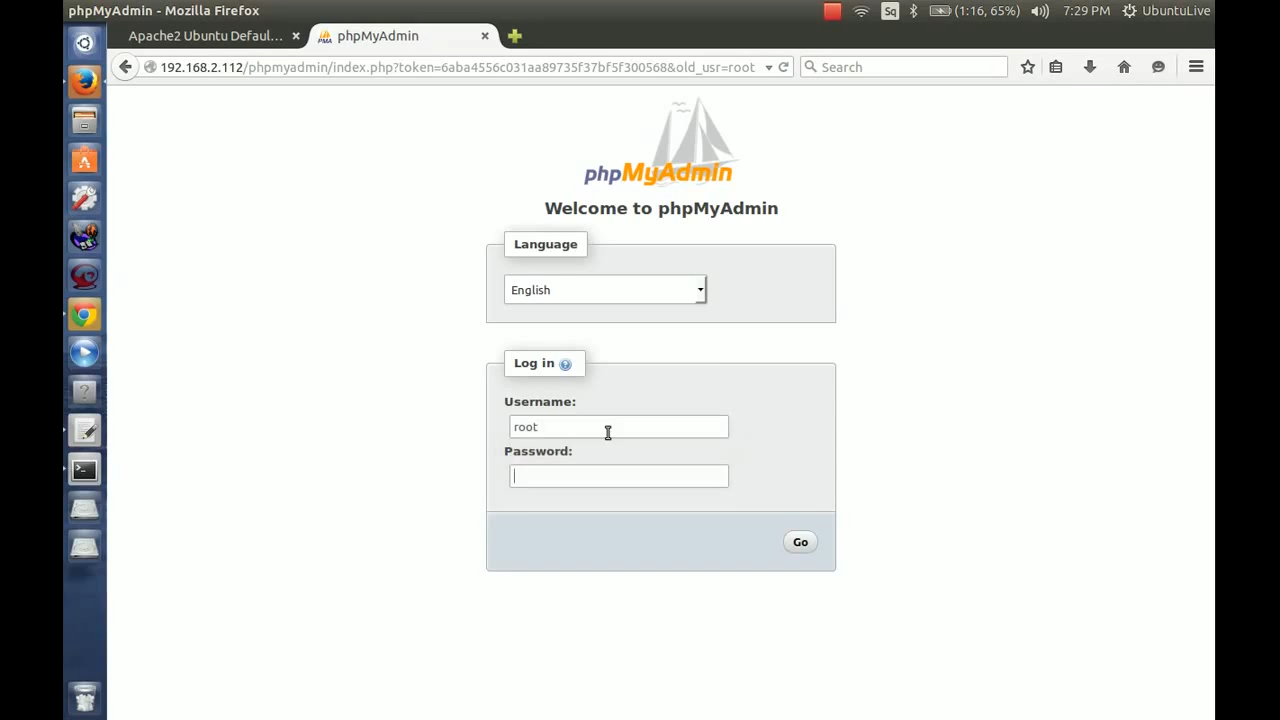 phpMyAdmin - Mozilla Firefox
Sq
(1:16, 65%)
7:29 PM
UbuntuLive
Apache2 Ubuntu Defaul...
phpMyAdmin
192.168.2.112/phpmyadmin/index.php?token=6aba4556c031aa89735f37bf5f300568&old_usr=root
Search
phpMyAdmin
Welcome to phpMyAdmin
Language
English
Log in
Username:
root
Password:
Go